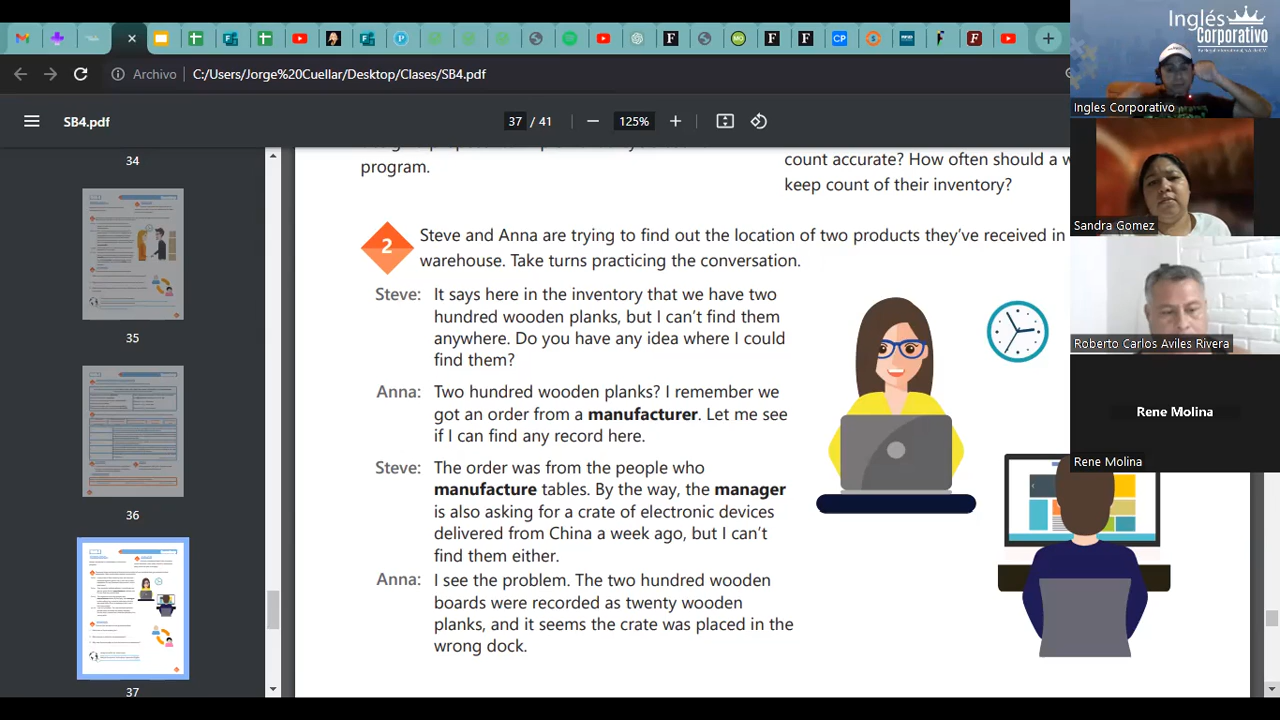 Archivo
C:/Users/Jorge%20Cuellar/Desktop/Clases/SB4.pdf
SB4.pdf
37 / 41
125%
34
35
36
37
program.
count accurate? How often should a w
keep count of their inventory?
2
Steve and Anna are trying to find out the location of two products they've received in
warehouse. Take turns practicing the conversation.
Steve: It says here in the inventory that we have two
hundred wooden planks, but I can't find them
anywhere. Do you have any idea where I could
find them?
Anna: Two hundred wooden planks? I remember we
got an order from a manufacturer. Let me see
if I can find any record here.
Steve: The order was from the people who
manufacture tables. By the way, the manager
is also asking for a crate of electronic devices
delivered from China a week ago, but I can't
find them either.
Anna: I see the problem. The two hundred wooden
boards were recorded as twenty wooden
planks, and it seems the crate was placed in the
wrong dock.
Inglés
Corporativo
Ingles Corporativo
Sandra Gomez
Roberto Carlos Aviles Rivera
Rene Molina
Rene Molina